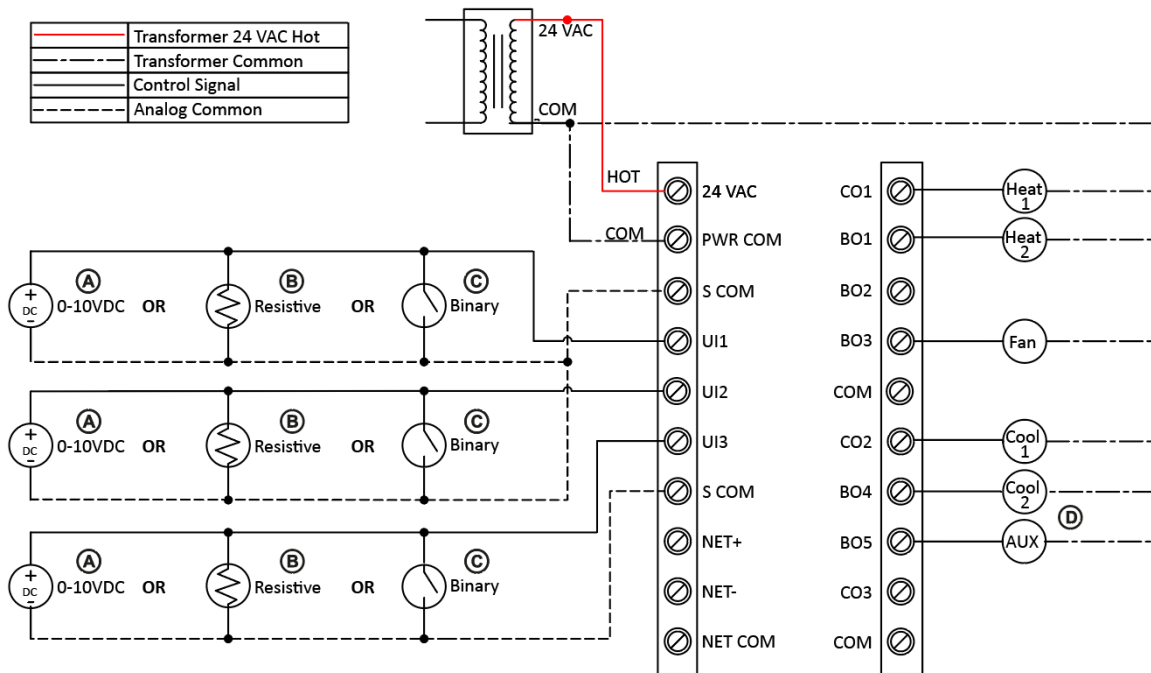 Transformer 24 VAC Hot
Transformer Common
Control Signal
Analog Common
24 VAC
COM
HOT
COM
24 VAC
PWR COM
S COM
UI1
UI2
UI3
S COM
NET+
NET-
NET COM
CO1
BO1
BO2
BO3
COM
CO2
BO4
BO5
CO3
COM
Heat
1
Heat
2
Fan
Cool
1
Cool
2
AUX
D
A B C
+ DC - 0-10VDC OR Resistive OR Binary
A B C
+ DC - 0-10VDC OR Resistive OR Binary
A B C
+ DC - 0-10VDC OR Resistive OR Binary